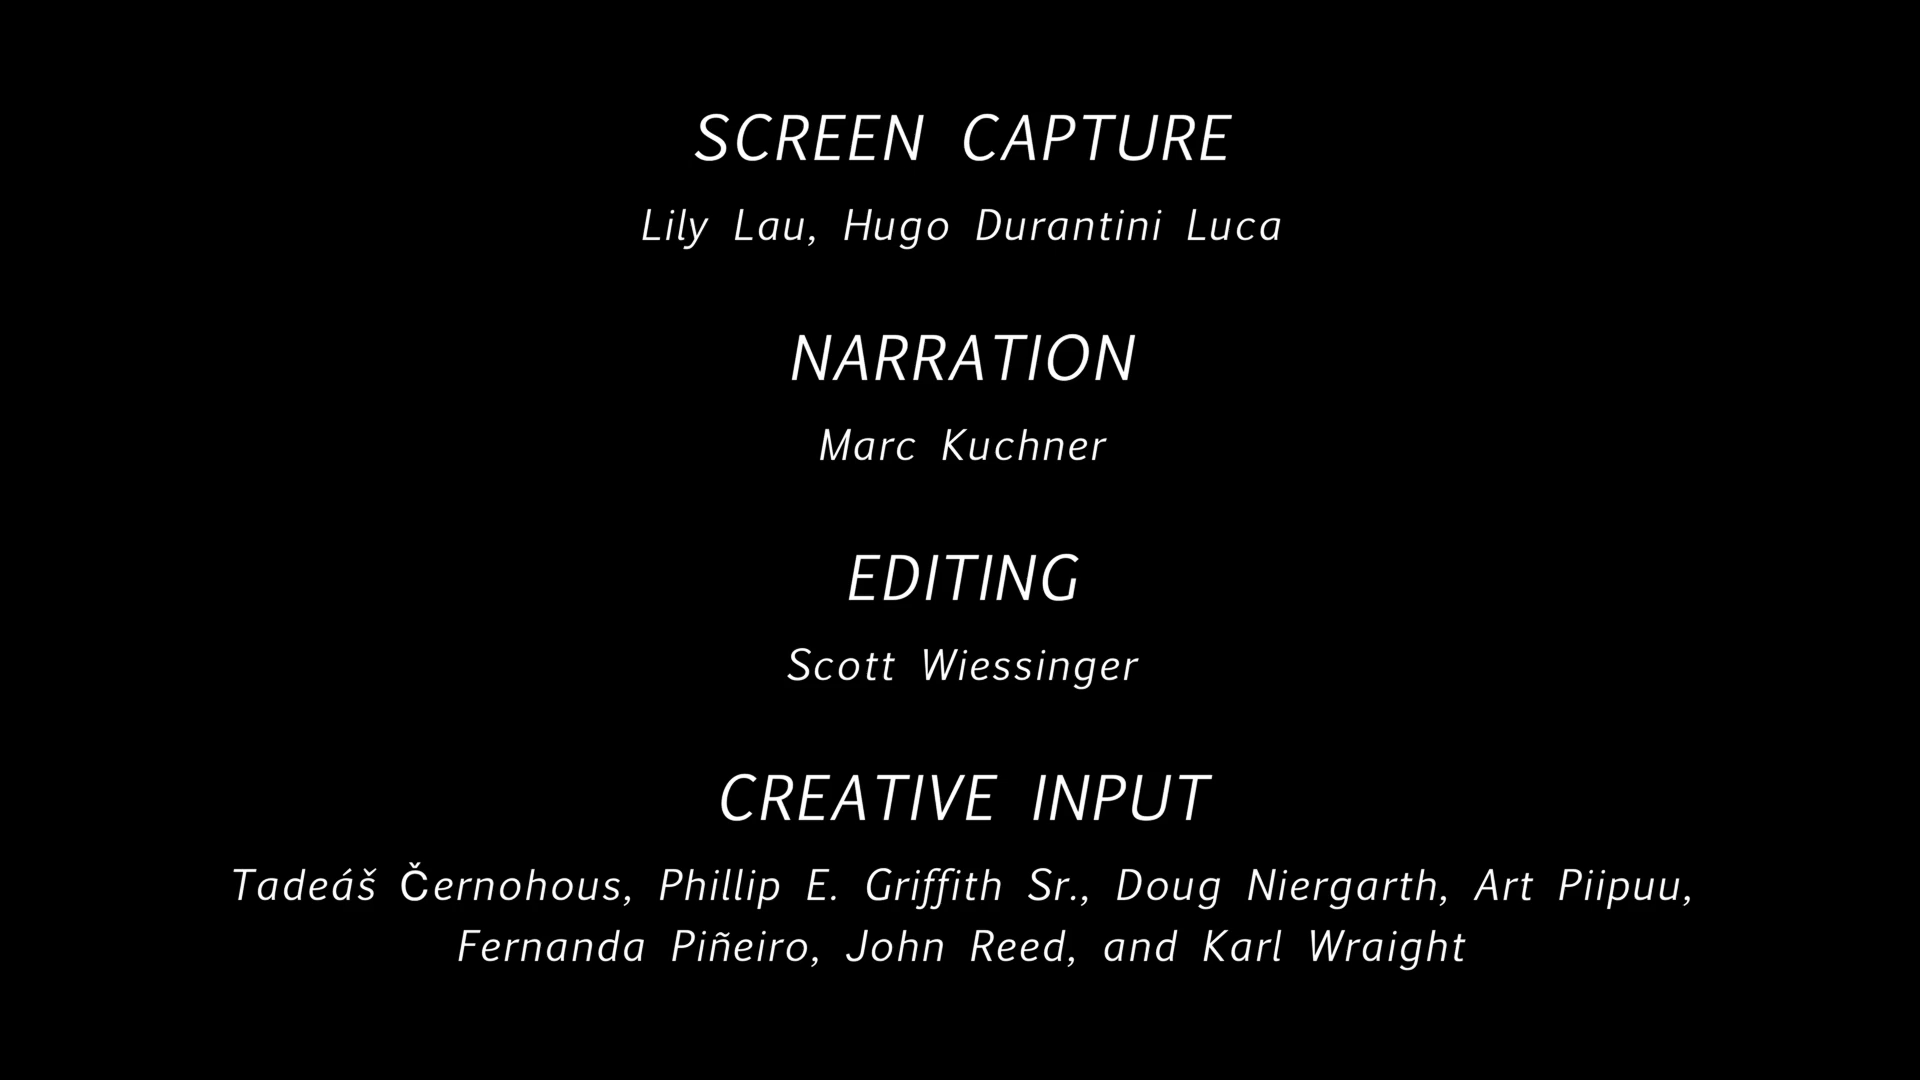 SCREEN CAPTURE
Lily Lau, Hugo Durantini Luca
NARRATION
Marc Kuchner
EDITING
Scott Wiessinger
CREATIVE INPUT
Tadeáš Černohous, Phillip E. Griffith Sr., Doug Niergarth, Art Piipuu,
Fernanda Piñeiro, John Reed, and Karl Wraight